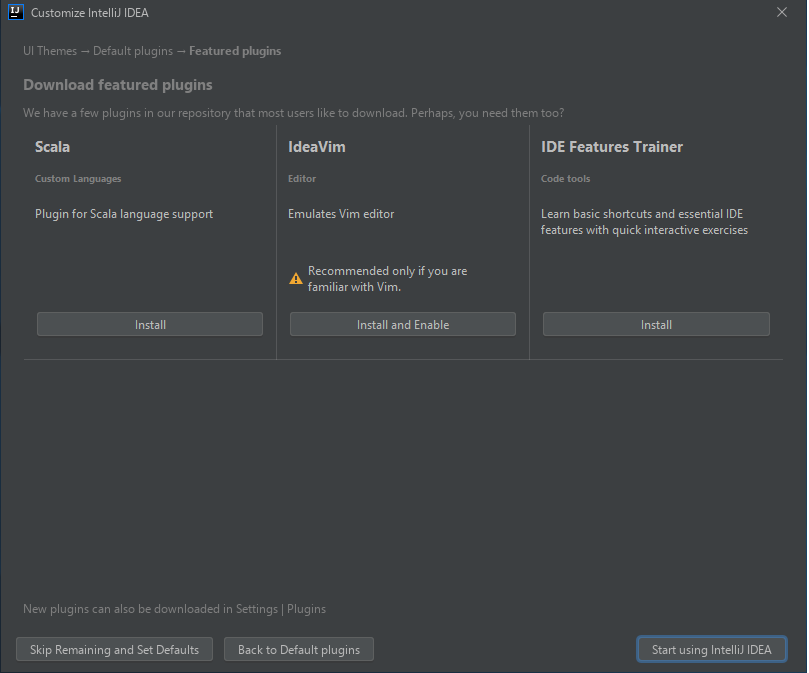 IJ
Customize IntelliJ IDEA
UI Themes → Default plugins → Featured plugins
Download featured plugins
We have a few plugins in our repository that most users like to download. Perhaps, you need them too?
Scala
Custom Languages
Plugin for Scala language support
Install
IdeaVim
Editor
Emulates Vim editor
Recommended only if you are
familiar with Vim.
Install and Enable
IDE Features Trainer
Code tools
Learn basic shortcuts and essential IDE
features with quick interactive exercises
Install
New plugins can also be downloaded in Settings | Plugins
Skip Remaining and Set Defaults
Back to Default plugins
Start using IntelliJ IDEA